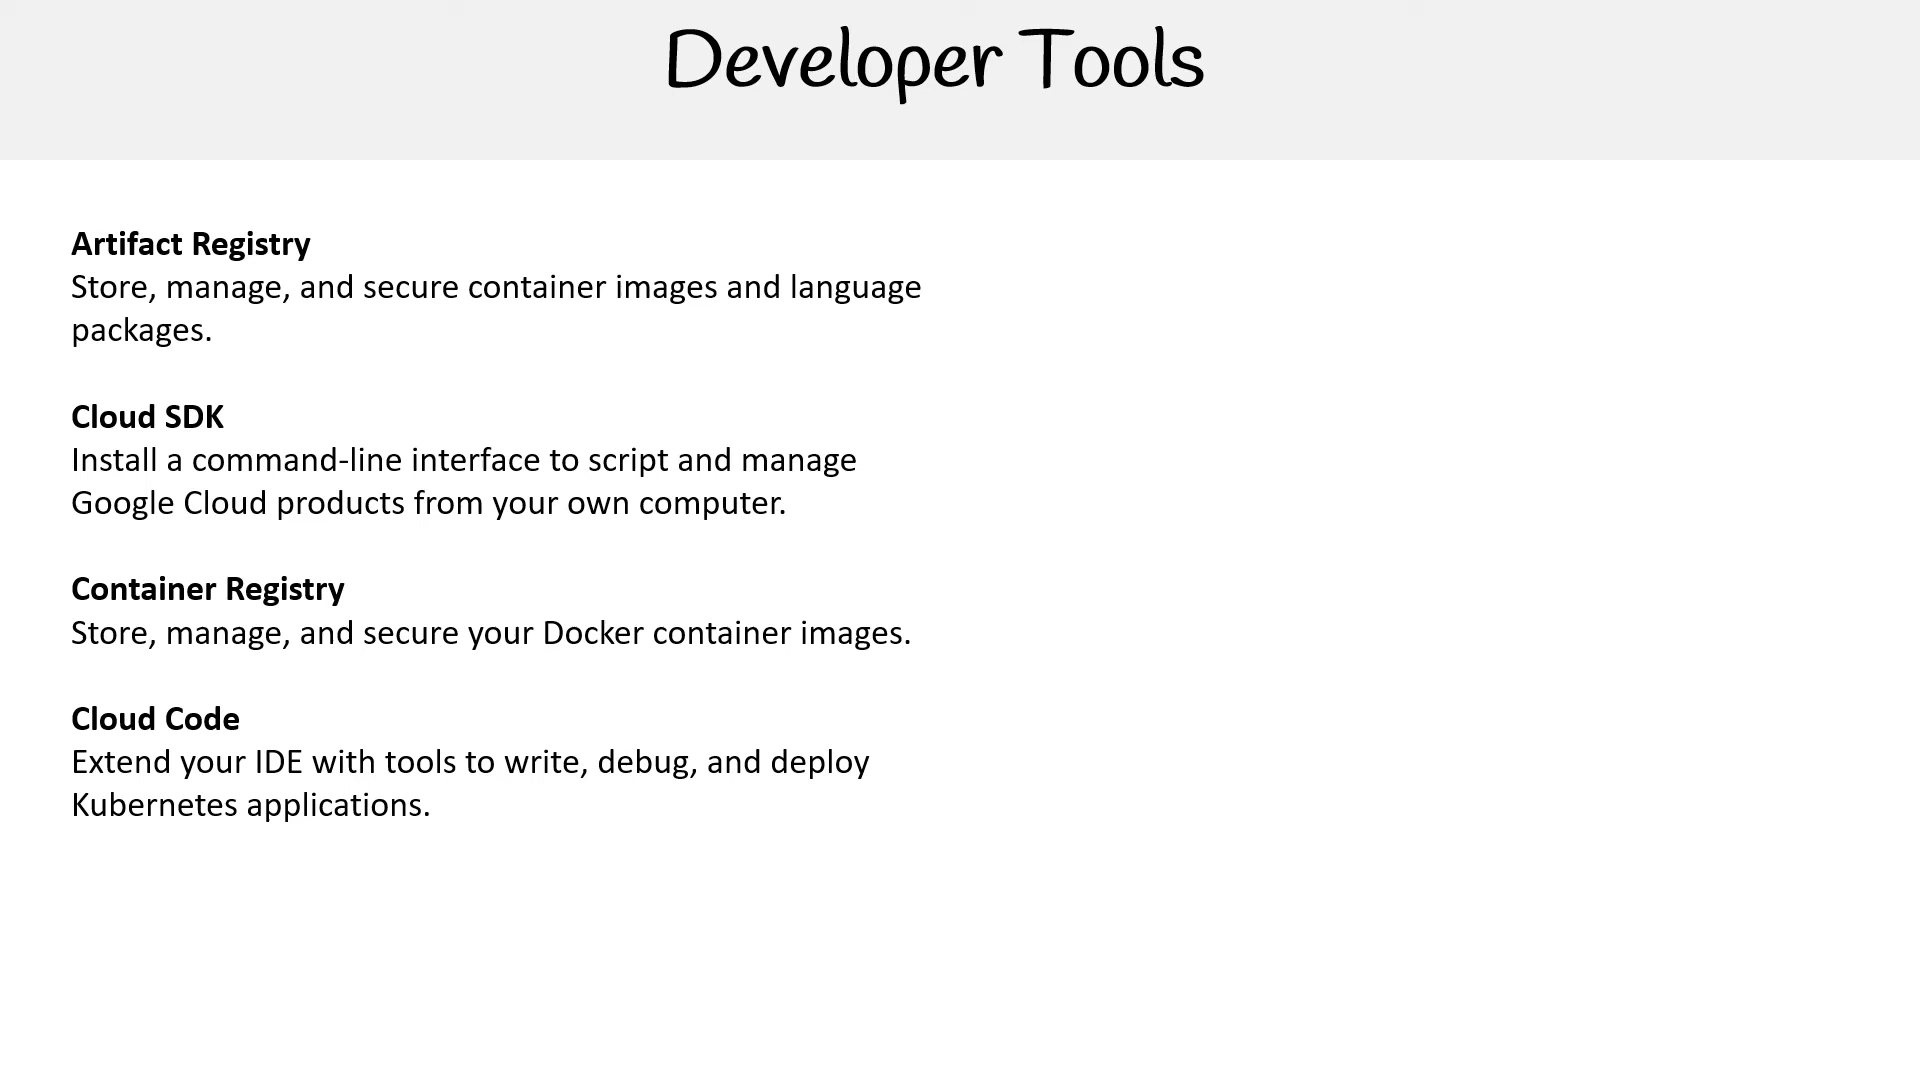 Developer Tools
Artifact Registry
Store, manage, and secure container images and language
packages.
Cloud SDK
Install a command-line interface to script and manage
Google Cloud products from your own computer.
Container Registry
Store, manage, and secure your Docker container images.
Cloud Code
Extend your IDE with tools to write, debug, and deploy
Kubernetes applications.